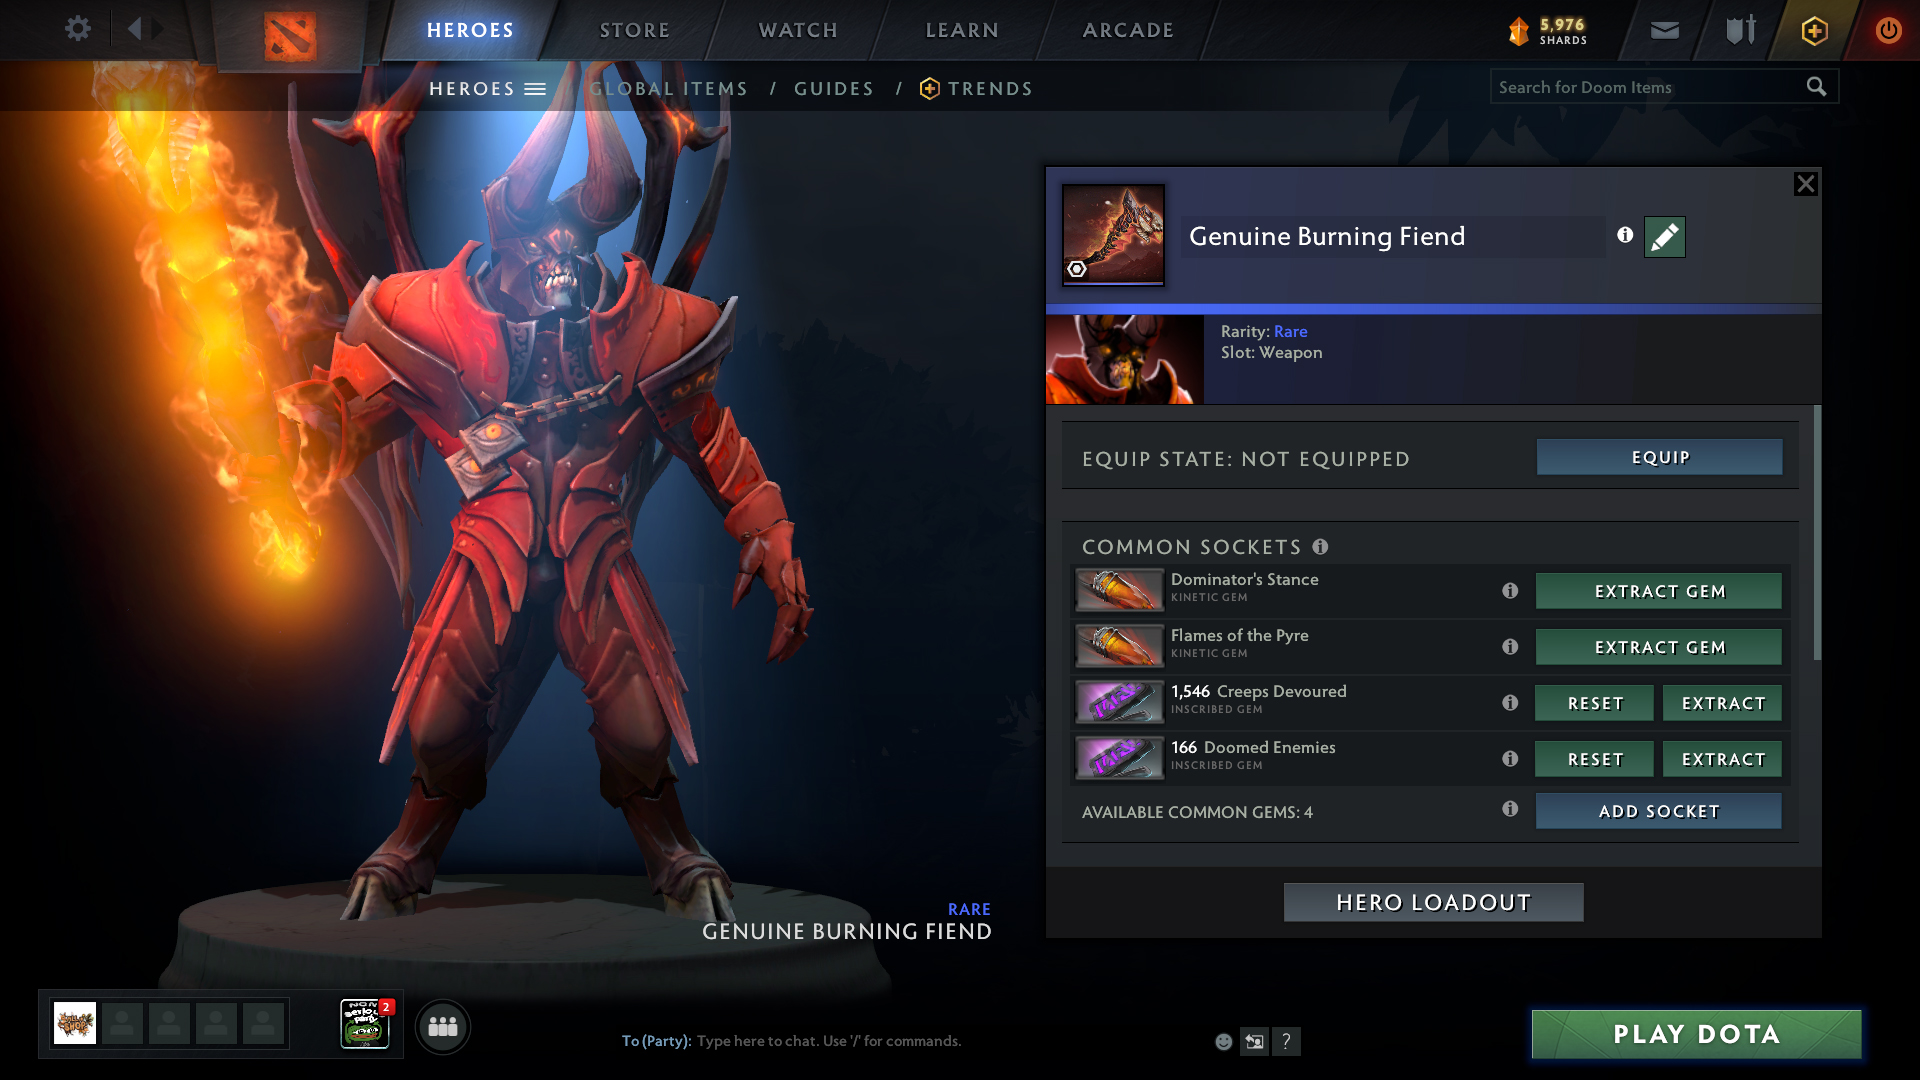 HEROES
STORE
WATCH
LEARN
ARCADE
5,976
SHARDS
HEROES
GLOBAL ITEMS / GUIDES / TRENDS
Search for Doom Items
Genuine Burning Fiend
Rarity: Rare
Slot: Weapon
EQUIP STATE: NOT EQUIPPED
EQUIP
COMMON SOCKETS
Dominator's Stance
KINETIC GEM
EXTRACT GEM
Flames of the Pyre
KINETIC GEM
EXTRACT GEM
1,546 Creeps Devoured
INSCRIBED GEM
RESET
EXTRACT
166 Doomed Enemies
INSCRIBED GEM
RESET
EXTRACT
AVAILABLE COMMON GEMS: 4
ADD SOCKET
HERO LOADOUT
RARE
GENUINE BURNING FIEND
2
To (Party): Type here to chat. Use '/' for commands.
?
PLAY DOTA